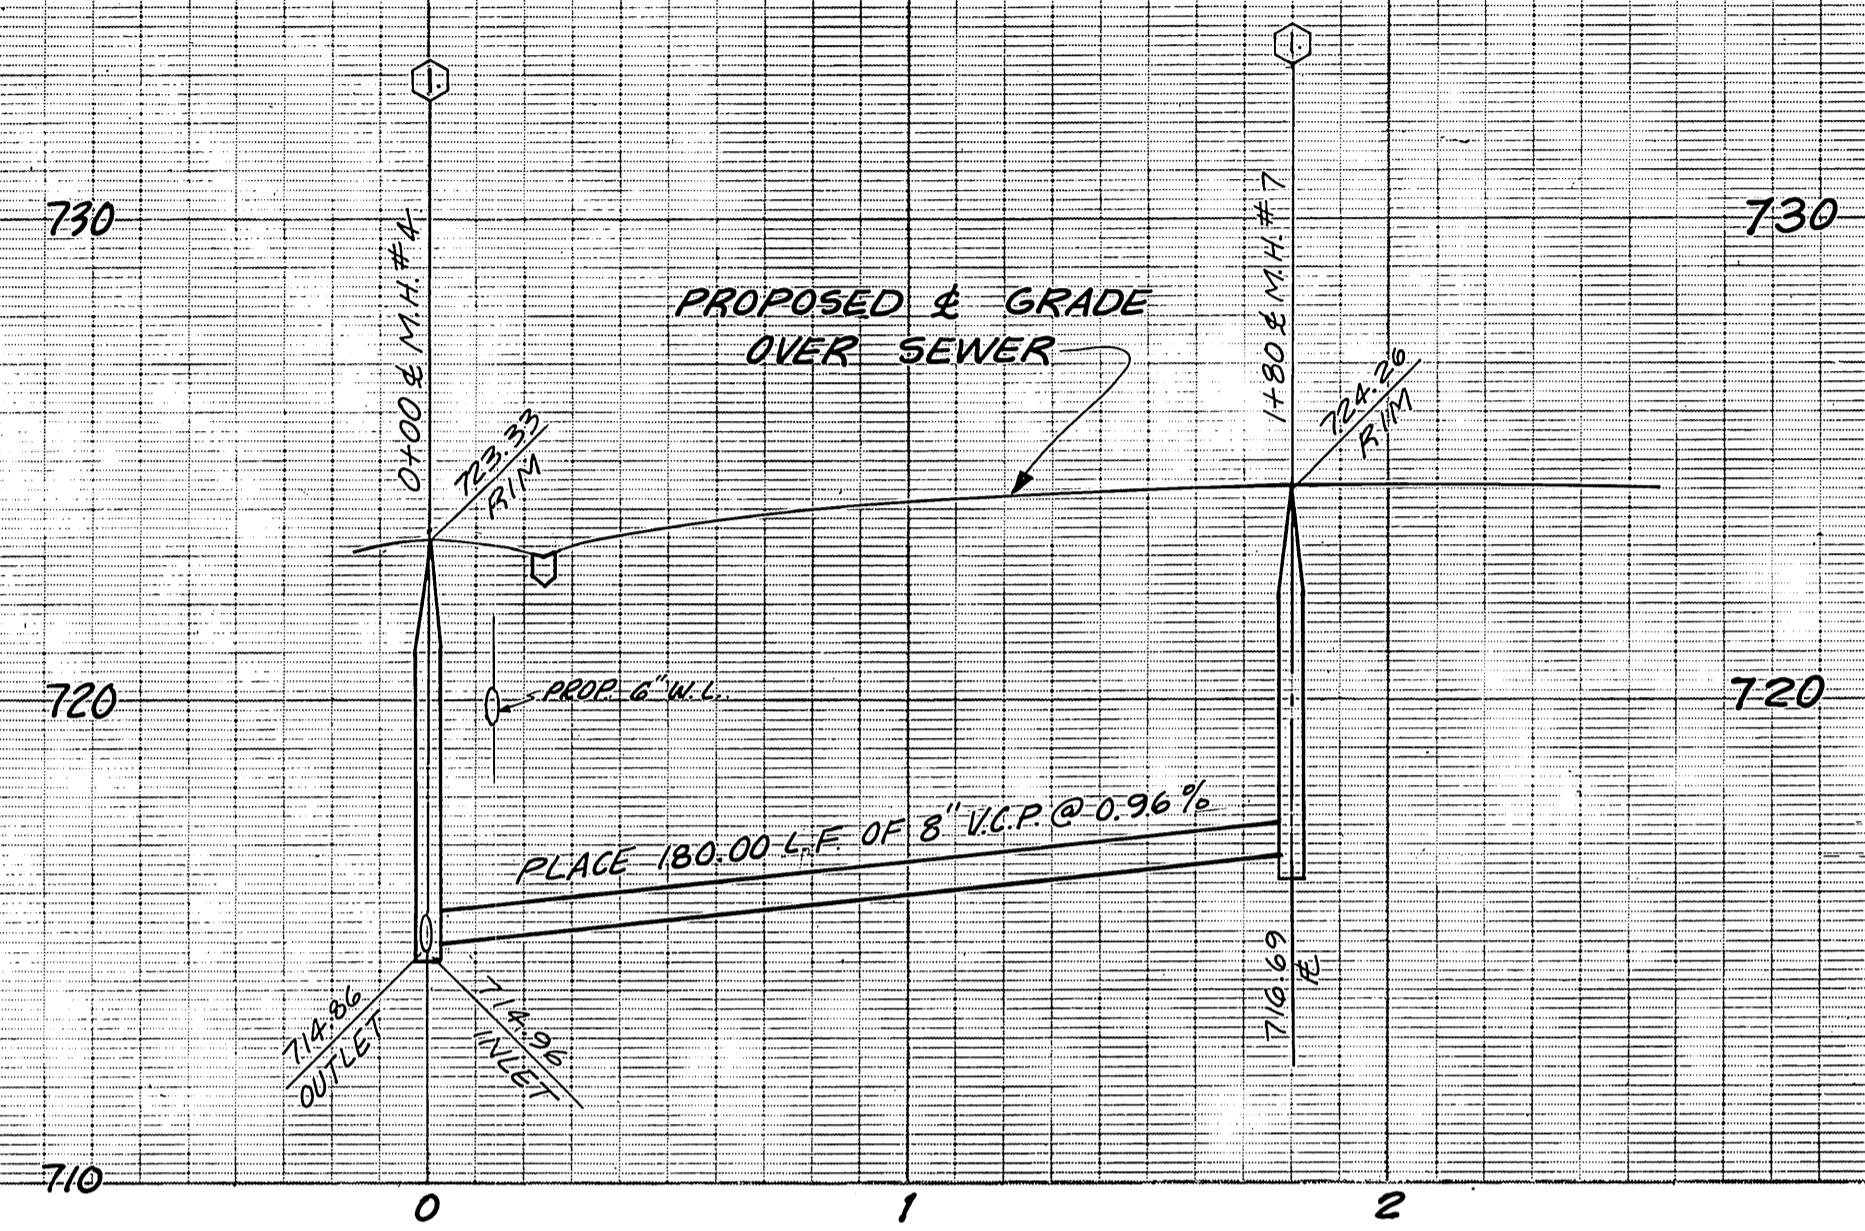 1.
1.
730
730
0+00 ℄ M.H. #4
1+80 ℄ M.H. #7
PROPOSED ℄ GRADE
OVER SEWER
723.33
RIM
724.26
RIM
720
PROP. 6" W.L.
720
PLACE 180.00 L.F. OF 8" V.C.P. @ 0.96%
714.86
OUTLET
714.96
INLET
716.69
710
0
1
2